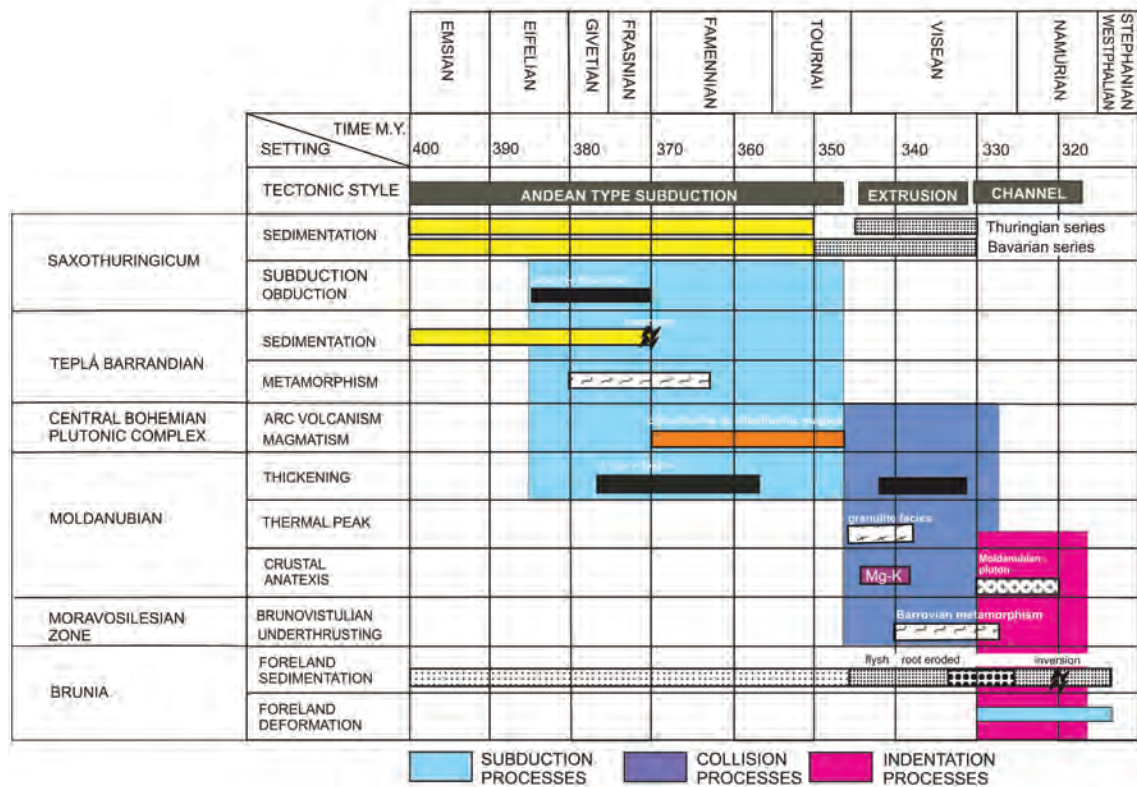 EMSIAN
EIFELIAN
GIVETIAN
FRASNIAN
FAMENNIAN
TOURNAI
VISEAN
NAMURIAN
STEPHANIAN
WESTPHALIAN
TIME M.Y.
SETTING
400 390 380 370 360 350 340 330 320
TECTONIC STYLE
ANDEAN TYPE SUBDUCTION
EXTRUSION
CHANNEL
SAXOTHURINGICUM
SEDIMENTATION
Thuringian series
Bavarian series
SUBDUCTION
OBDUCTION
TEPLÁ BARRANDIAN
SEDIMENTATION
METAMORPHISM
CENTRAL BOHEMIAN
PLUTONIC COMPLEX
ARC VOLCANISM
MAGMATISM
MOLDANUBIAN
THICKENING
THERMAL PEAK
granulite facies
CRUSTAL
ANATEXIS
Mg-K
Moldanubian
pluton
MORAVOSILESIAN
ZONE
BRUNOVISTULIAN
UNDERTHRUSTING
Barrovian metamorphism
BRUNIA
FORELAND
SEDIMENTATION
flysh root eroded inversion
FORELAND
DEFORMATION
SUBDUCTION
PROCESSES
COLLISION
PROCESSES
INDENTATION
PROCESSES